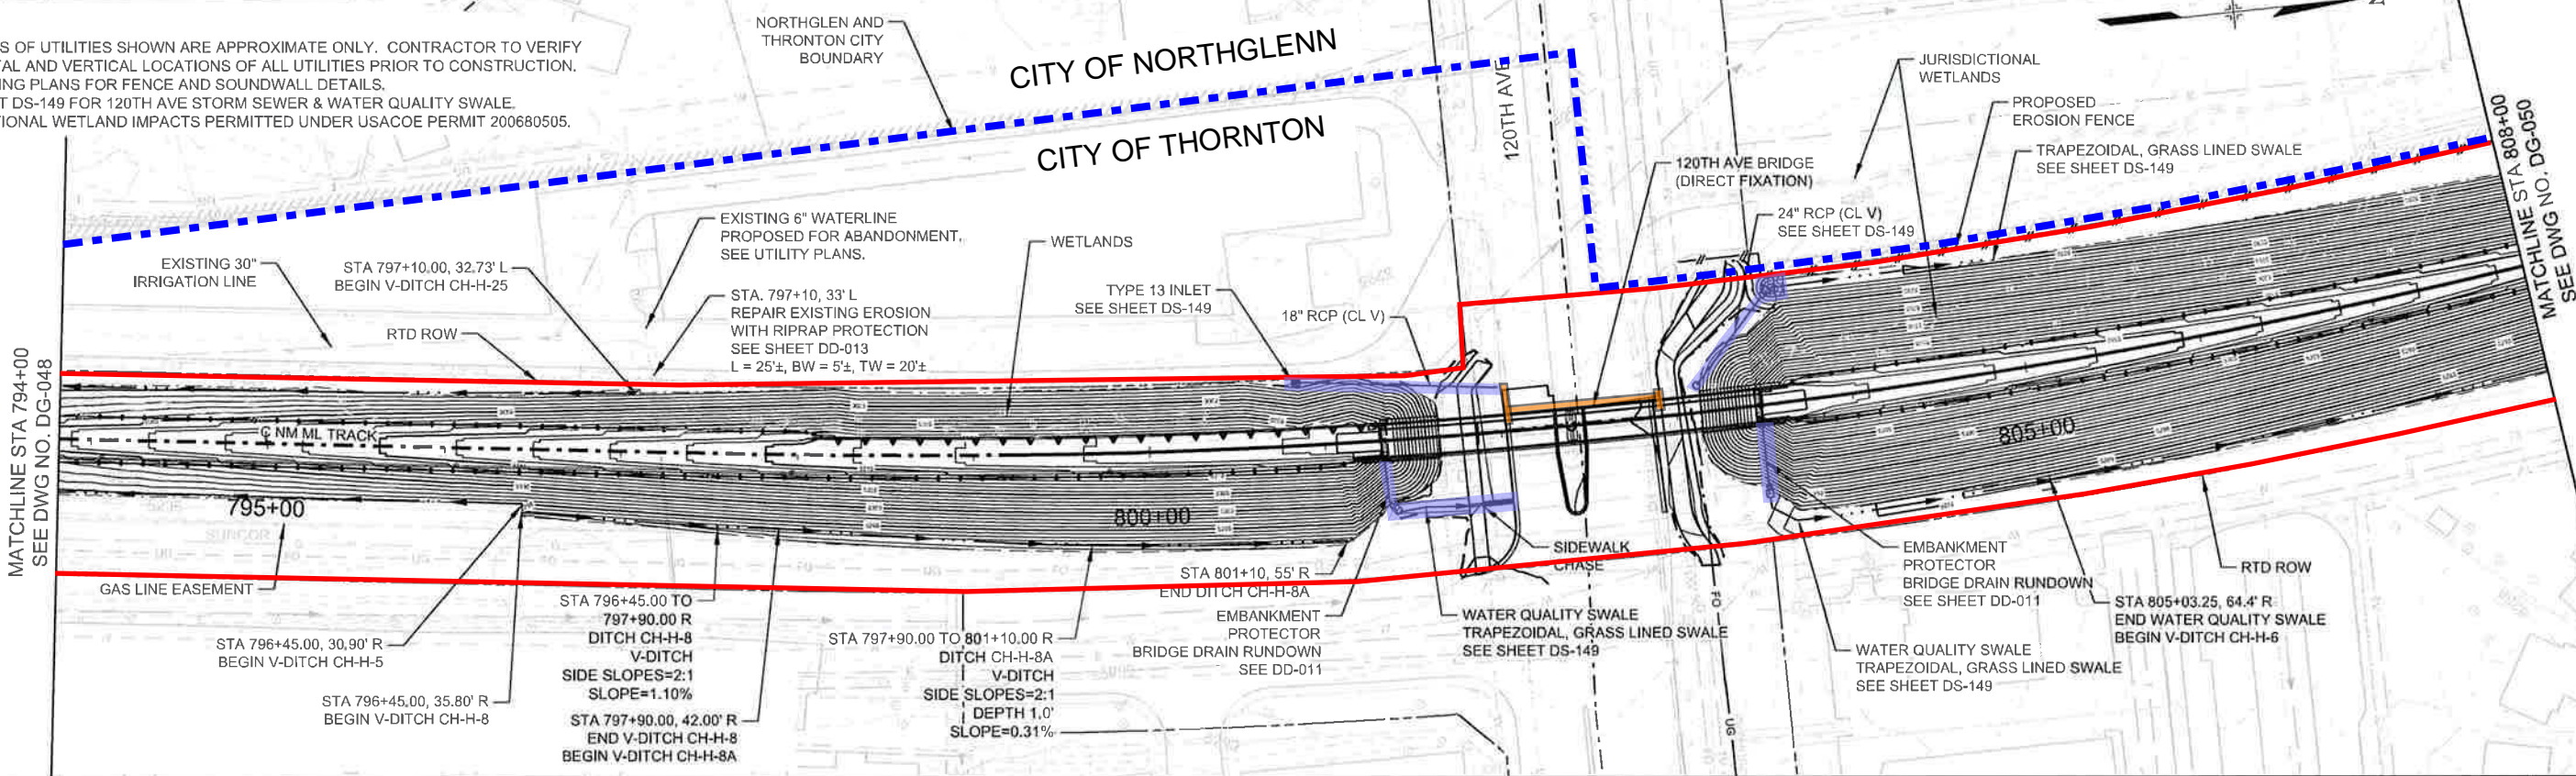 S OF UTILITIES SHOWN ARE APPROXIMATE ONLY. CONTRACTOR TO VERIFY
TAL AND VERTICAL LOCATIONS OF ALL UTILITIES PRIOR TO CONSTRUCTION.
ING PLANS FOR FENCE AND SOUNDWALL DETAILS.
T DS-149 FOR 120TH AVE STORM SEWER & WATER QUALITY SWALE.
TIONAL WETLAND IMPACTS PERMITTED UNDER USACOE PERMIT 200680505.
NORTHGLEN AND
THRONTON CITY
BOUNDARY
CITY OF NORTHGLENN
CITY OF THORNTON
120TH AVE
JURISDICTIONAL
WETLANDS
PROPOSED
EROSION FENCE
TRAPEZOIDAL, GRASS LINED SWALE
SEE SHEET DS-149
120TH AVE BRIDGE
(DIRECT FIXATION)
24" RCP (CL V)
SEE SHEET DS-149
MATCHLINE STA 808+00
SEE DWG NO. DG-050
EXISTING 30"
IRRIGATION LINE
STA 797+10.00, 32.73' L
BEGIN V-DITCH CH-H-25
RTD ROW
EXISTING 6" WATERLINE
PROPOSED FOR ABANDONMENT.
SEE UTILITY PLANS.
STA. 797+10, 33' L
REPAIR EXISTING EROSION
WITH RIPRAP PROTECTION
SEE SHEET DD-013
L = 25'±, BW = 5'±, TW = 20'±
WETLANDS
TYPE 13 INLET
SEE SHEET DS-149
18" RCP (CL V)
MATCHLINE STA 794+00
SEE DWG NO. DG-048
NM ML TRACK
795+00
800+00
805+00
SUNCOR
GAS LINE EASEMENT
STA 796+45.00, 30.90' R
BEGIN V-DITCH CH-H-5
STA 796+45.00, 35.80' R
BEGIN V-DITCH CH-H-8
STA 796+45.00 TO
797+90.00 R
DITCH CH-H-8
V-DITCH
SIDE SLOPES=2:1
SLOPE=1.10%
STA 797+90.00, 42.00' R
END V-DITCH CH-H-8
BEGIN V-DITCH CH-H-8A
STA 797+90.00 TO 801+10.00 R
DITCH CH-H-8A
V-DITCH
SIDE SLOPES=2:1
DEPTH 1.0'
SLOPE=0.31%
STA 801+10, 55' R
END DITCH CH-H-8A
EMBANKMENT
PROTECTOR
BRIDGE DRAIN RUNDOWN
SEE DD-011
SIDEWALK
CHASE
WATER QUALITY SWALE
TRAPEZOIDAL, GRASS LINED SWALE
SEE SHEET DS-149
FO
UG
EMBANKMENT
PROTECTOR
BRIDGE DRAIN RUNDOWN
SEE SHEET DD-011
WATER QUALITY SWALE
TRAPEZOIDAL, GRASS LINED SWALE
SEE SHEET DS-149
RTD ROW
STA 805+03.25, 64.4' R
END WATER QUALITY SWALE
BEGIN V-DITCH CH-H-6